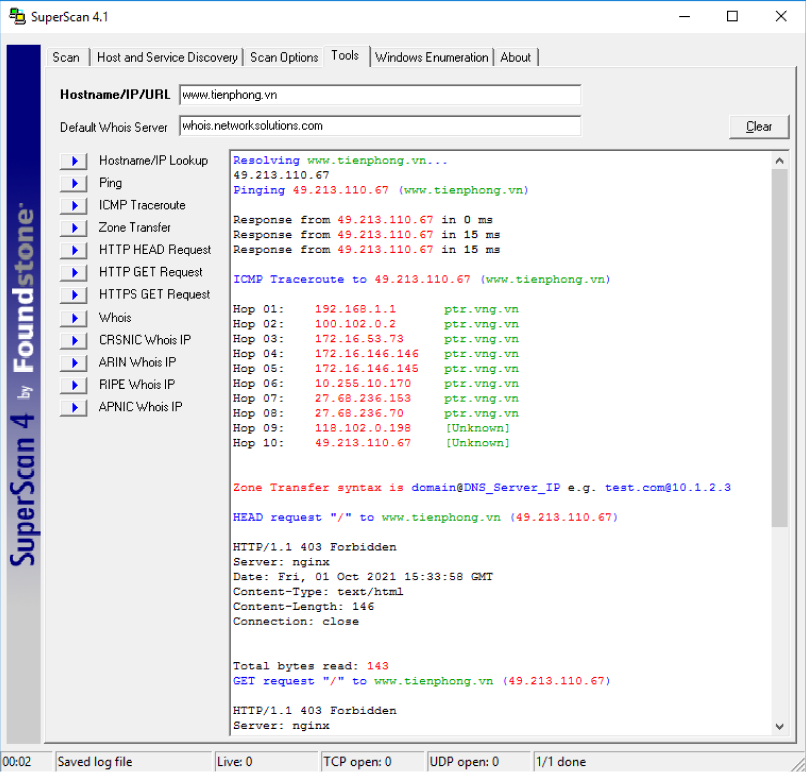 SuperScan 4.1
Scan
Host and Service Discovery
Scan Options
Tools
Windows Enumeration
About
Hostname/IP/URL
www.tienphong.vn
Default Whois Server
whois.networksolutions.com
Clear
Hostname/IP Lookup
Ping
ICMP Traceroute
Zone Transfer
HTTP HEAD Request
HTTP GET Request
HTTPS GET Request
Whois
CRSNIC Whois IP
ARIN Whois IP
RIPE Whois IP
APNIC Whois IP
Resolving www.tienphong.vn...
49.213.110.67
Pinging 49.213.110.67 (www.tienphong.vn)
Response from 49.213.110.67 in 0 ms
Response from 49.213.110.67 in 15 ms
Response from 49.213.110.67 in 15 ms
ICMP Traceroute to 49.213.110.67 (www.tienphong.vn)
Hop 01: 192.168.1.1 ptr.vng.vn
Hop 02: 100.102.0.2 ptr.vng.vn
Hop 03: 172.16.53.73 ptr.vng.vn
Hop 04: 172.16.146.146 ptr.vng.vn
Hop 05: 172.16.146.145 ptr.vng.vn
Hop 06: 10.255.10.170 ptr.vng.vn
Hop 07: 27.68.236.153 ptr.vng.vn
Hop 08: 27.68.236.70 ptr.vng.vn
Hop 09: 118.102.0.198 [Unknown]
Hop 10: 49.213.110.67 [Unknown]
Zone Transfer syntax is domain@DNS_Server_IP e.g. test.com@10.1.2.3
HEAD request "/" to www.tienphong.vn (49.213.110.67)
HTTP/1.1 403 Forbidden
Server: nginx
Date: Fri, 01 Oct 2021 15:33:58 GMT
Content-Type: text/html
Content-Length: 146
Connection: close
Total bytes read: 143
GET request "/" to www.tienphong.vn (49.213.110.67)
HTTP/1.1 403 Forbidden
Server: nginx
SuperScan 4 by Foundstone
00:02
Saved log file
Live: 0
TCP open: 0
UDP open: 0
1/1 done